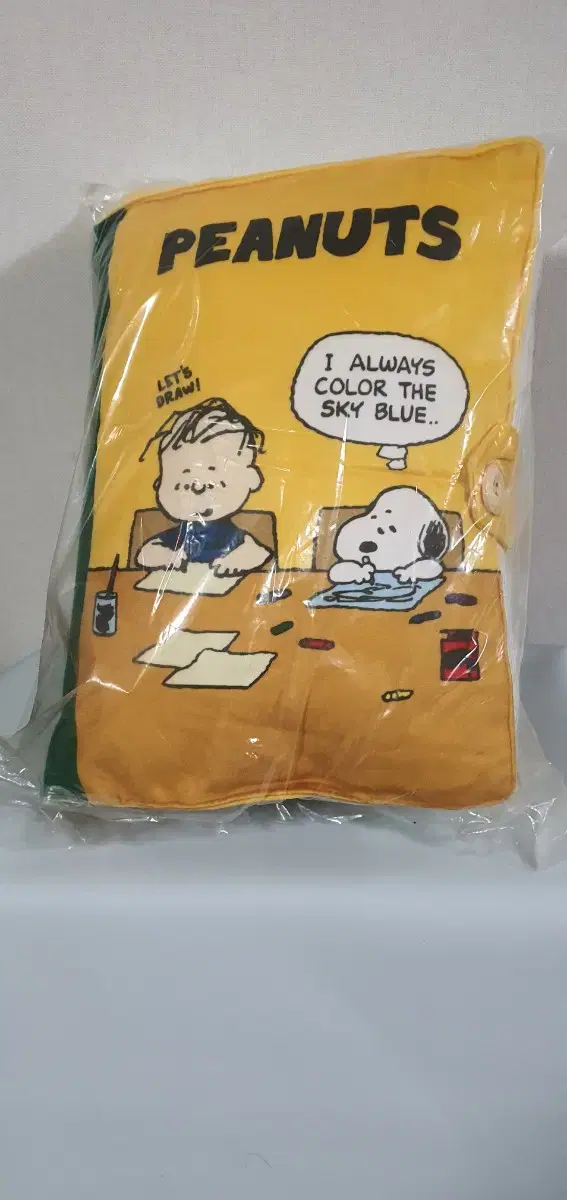 PEANUTS
LET'S
DRAW!
I ALWAYS
COLOR THE
SKY BLUE..